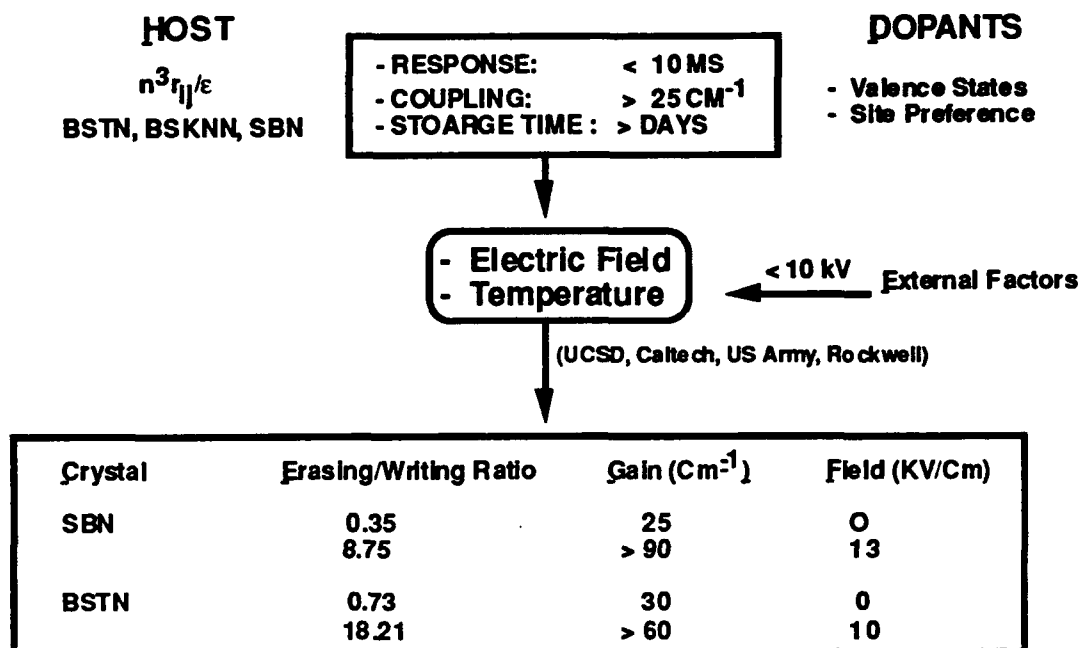 HOST
n³r||/ε
BSTN, BSKNN, SBN
- RESPONSE: < 10 MS
- COUPLING: > 25 CM⁻¹
- STOARGE TIME : > DAYS
DOPANTS
- Valence States
- Site Preference
- Electric Field
- Temperature
< 10 kV
External Factors
(UCSD, Caltech, US Army, Rockwell)
Crystal Erasing/Writing Ratio Gain (Cm⁻¹) Field (KV/Cm)
SBN 0.35 25 O
8.75 > 90 13
BSTN 0.73 30 0
18.21 > 60 10